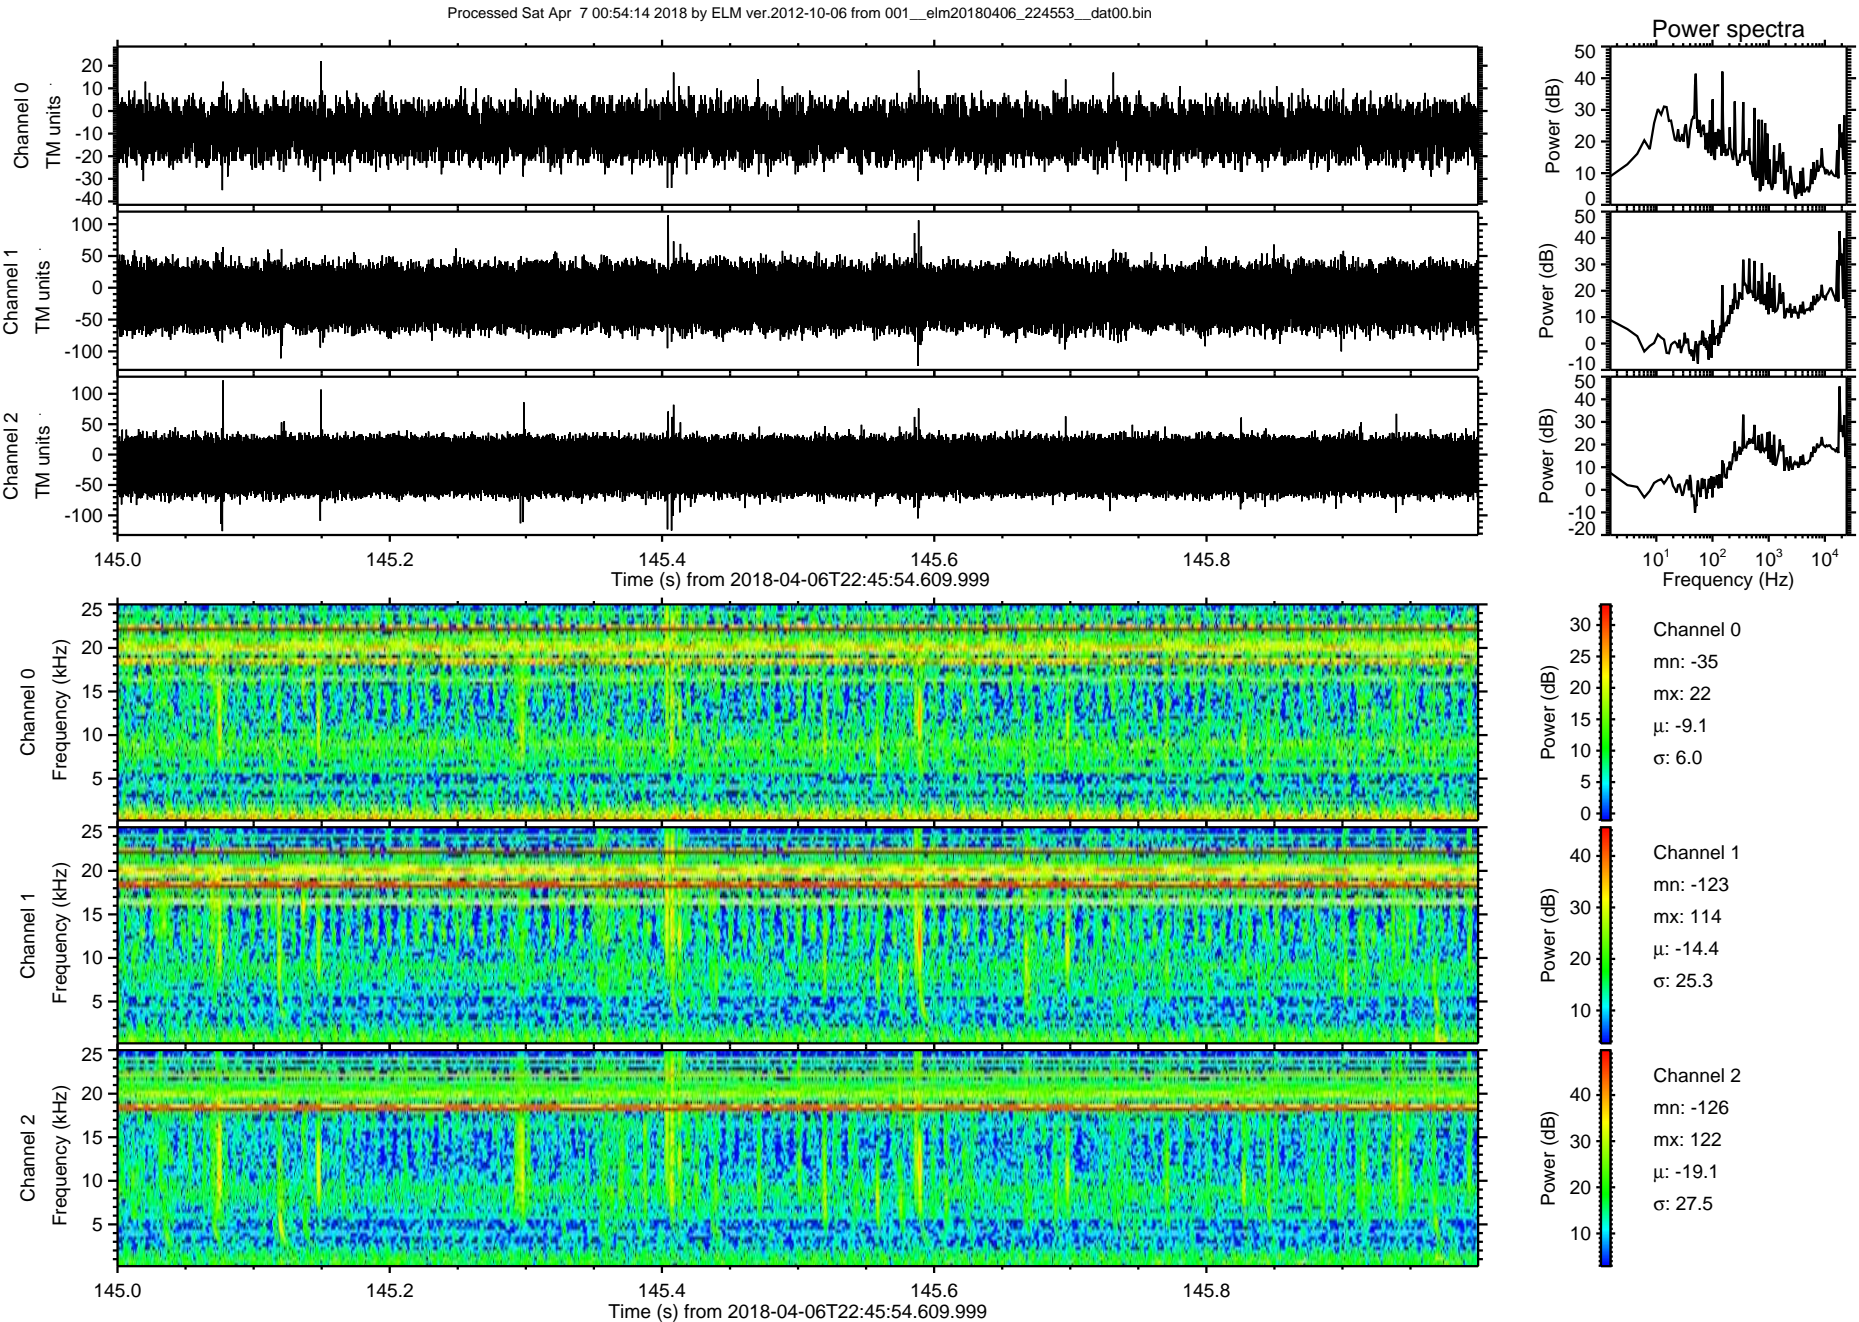 Processed Sat Apr 7 00:54:14 2018 by ELM ver.2012-10-06 from 001__elm20180406_224553__dat00.bin
Power spectra
Channel 0
TM units
20
10
0
-10
-20
-30
-40
Power (dB)
50
40
30
20
10
0
Channel 1
TM units
100
50
0
-50
-100
Power (dB)
50
40
30
20
10
0
-10
Channel 2
TM units
100
50
0
-50
-100
Power (dB)
50
40
30
20
10
0
-10
-20
145.0 145.2 145.4 145.6 145.8
Time (s) from 2018-04-06T22:45:54.609.999
10¹ 10² 10³ 10⁴
Frequency (Hz)
Channel 0
Frequency (kHz)
25
20
15
10
5
Power (dB)
30
25
20
15
10
5
0
Channel 0
mn: -35
mx: 22
μ: -9.1
σ: 6.0
Channel 1
Frequency (kHz)
25
20
15
10
5
Power (dB)
40
30
20
10
Channel 1
mn: -123
mx: 114
μ: -14.4
σ: 25.3
Channel 2
Frequency (kHz)
25
20
15
10
5
Power (dB)
40
30
20
10
Channel 2
mn: -126
mx: 122
μ: -19.1
σ: 27.5
145.0 145.2 145.4 145.6 145.8
Time (s) from 2018-04-06T22:45:54.609.999